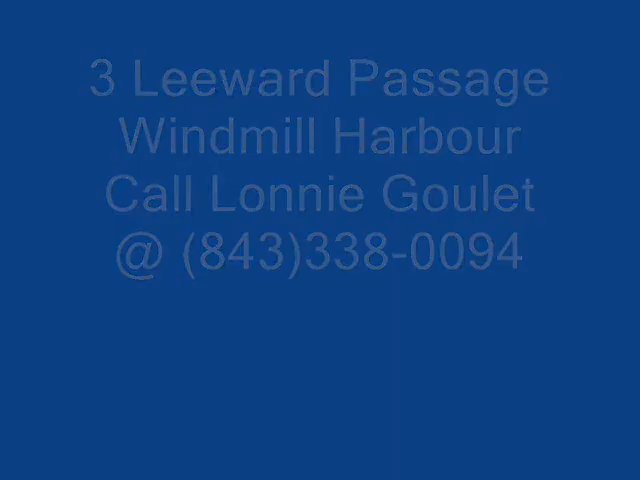 3 Leeward Passage
Windmill Harbour
Call Lonnie Goulet
@ (843)338-0094